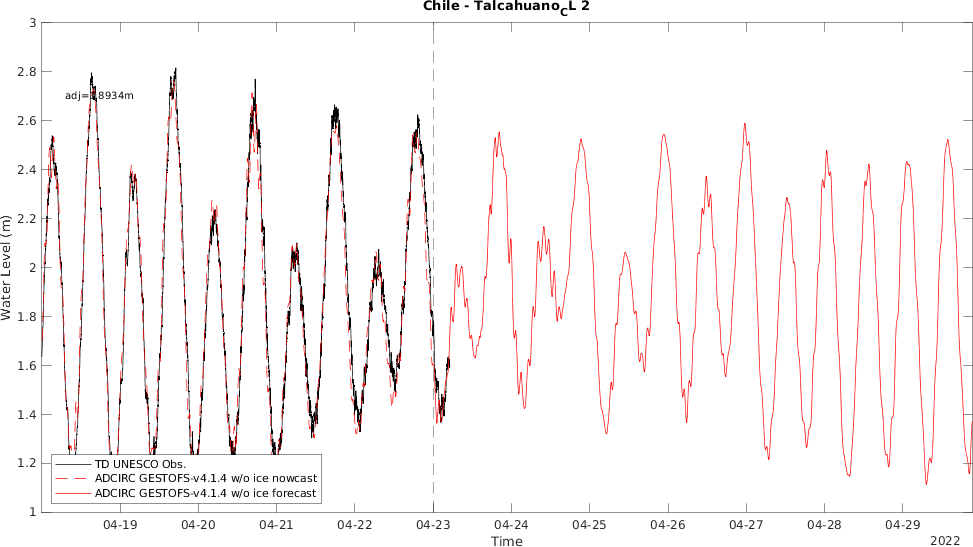 Chile - Talcahuano_CL 2
Water Level (m)
3
2.8
2.6
2.4
2.2
2
1.8
1.6
1.4
1.2
1
adj=1.8934m
TD UNESCO Obs.
ADCIRC GESTOFS-v4.1.4 w/o ice nowcast
ADCIRC GESTOFS-v4.1.4 w/o ice forecast
04-19 04-20 04-21 04-22 04-23 04-24 04-25 04-26 04-27 04-28 04-29
Time
2022